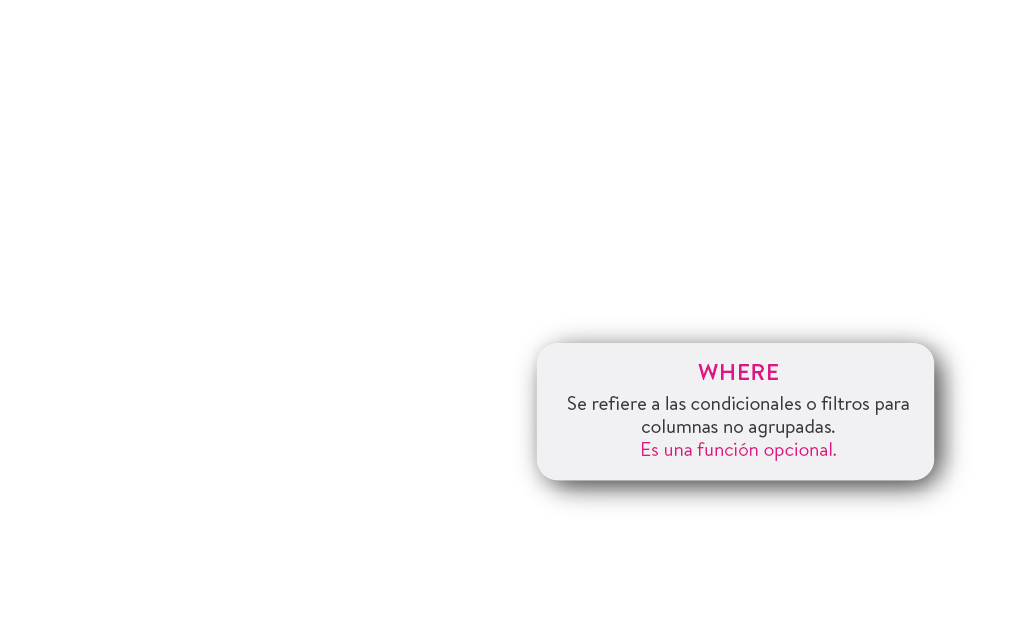 WHERE
Se refiere a las condicionales o filtros para
columnas no agrupadas.
Es una función opcional.